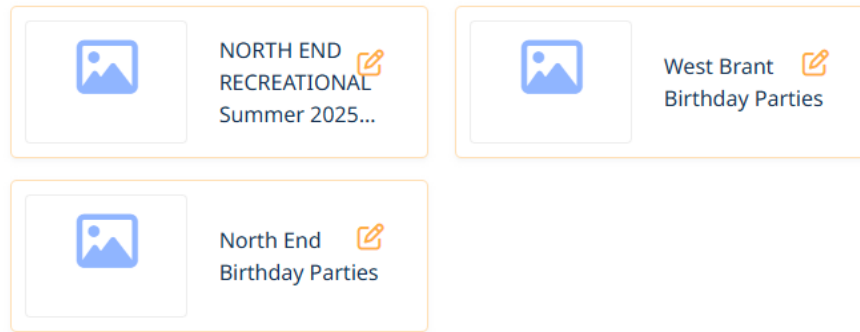 NORTH END
RECREATIONAL
Summer 2025...
West Brant
Birthday Parties
North End
Birthday Parties